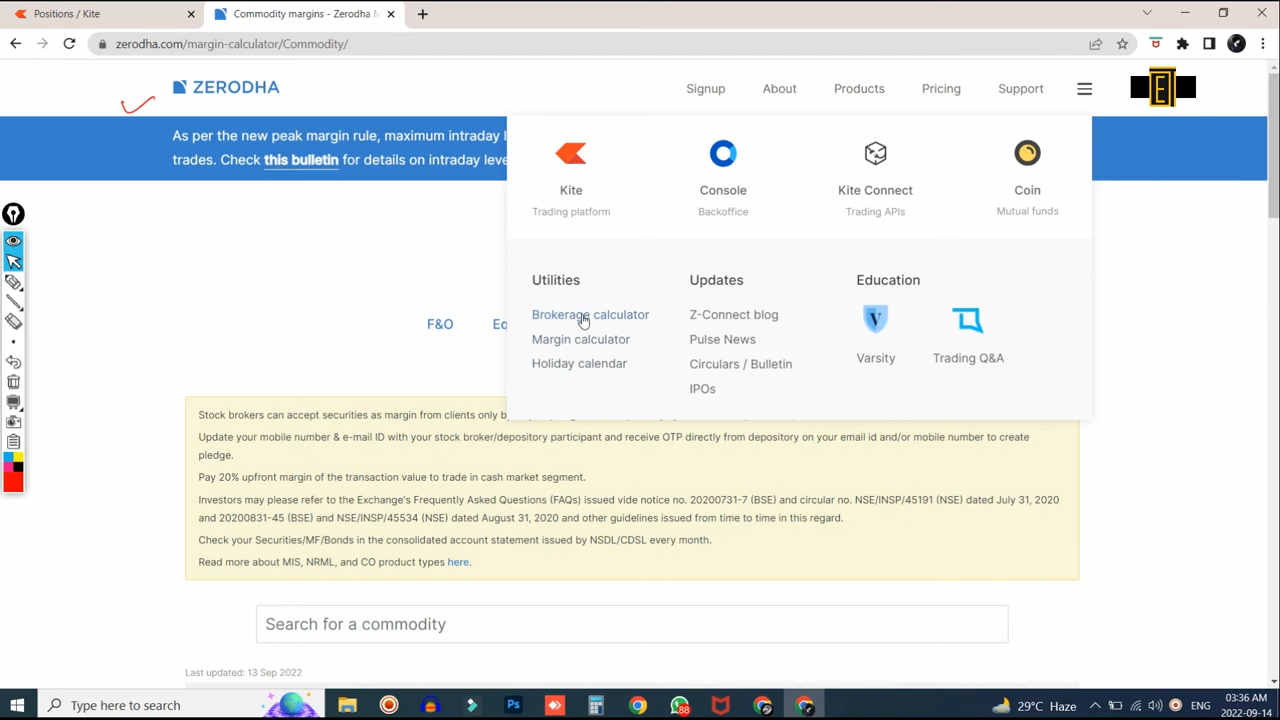 Positions / Kite
Commodity margins - Zerodha
zerodha.com/margin-calculator/Commodity/
ZERODHA
Signup
About
Products
Pricing
Support
E
As per the new peak margin rule, maximum intraday l
trades. Check this bulletin for details on intraday leve
Kite
Console
Kite Connect
Coin
Trading platform
Backoffice
Trading APIs
Mutual funds
Utilities
Updates
Education
Brokerage calculator
Z-Connect blog
V
Margin calculator
Pulse News
Holiday calendar
Circulars / Bulletin
Varsity
Trading Q&A
IPOs
F&O
Eq
Stock brokers can accept securities as margin from clients only
Update your mobile number & e-mail ID with your stock broker/depository participant and receive OTP directly from depository on your email id and/or mobile number to create
pledge.
Pay 20% upfront margin of the transaction value to trade in cash market segment.
Investors may please refer to the Exchange's Frequently Asked Questions (FAQs) issued vide notice no. 20200731-7 (BSE) and circular no. NSE/INSP/45191 (NSE) dated July 31, 2020
and 20200831-45 (BSE) and NSE/INSP/45534 (NSE) dated August 31, 2020 and other guidelines issued from time to time in this regard.
Check your Securities/MF/Bonds in the consolidated account statement issued by NSDL/CDSL every month.
Read more about MIS, NRML, and CO product types here.
Search for a commodity
Last updated: 13 Sep 2022
Type here to search
Ps
88
29°C Haze
ENG
03:36 AM
2022-09-14